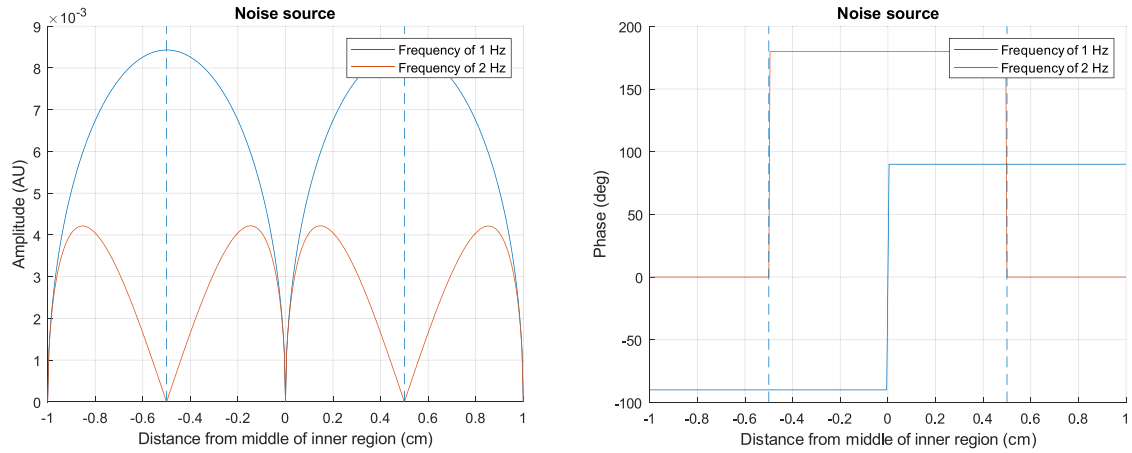 Noise source
×10⁻³
9
8
7
6
5
4
3
2
1
0
Amplitude (AU)
Frequency of 1 Hz
Frequency of 2 Hz
-1 -0.8 -0.6 -0.4 -0.2 0 0.2 0.4 0.6 0.8 1
Distance from middle of inner region (cm)
Noise source
200
150
100
50
0
-50
-100
Phase (deg)
Frequency of 1 Hz
Frequency of 2 Hz
-1 -0.8 -0.6 -0.4 -0.2 0 0.2 0.4 0.6 0.8 1
Distance from middle of inner region (cm)